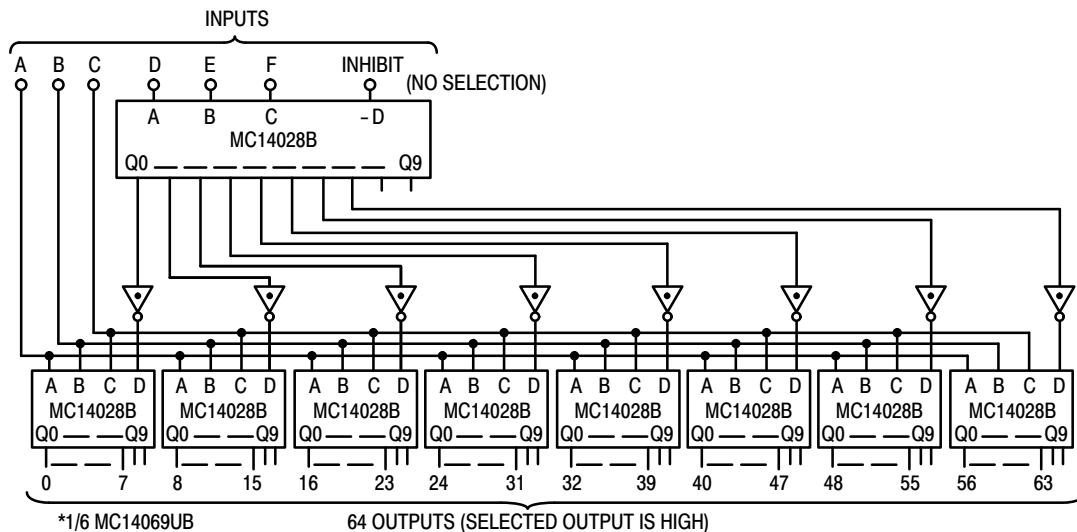 INPUTS
A B C D E F INHIBIT
(NO SELECTION)
A B C -D
MC14028B
Q0 Q9
A B C D A B C D A B C D A B C D A B C D A B C D A B C D A B C D
MC14028B MC14028B MC14028B MC14028B MC14028B MC14028B MC14028B MC14028B
Q0 Q9 Q0 Q9 Q0 Q9 Q0 Q9 Q0 Q9 Q0 Q9 Q0 Q9 Q0 Q9
0 7 8 15 16 23 24 31 32 39 40 47 48 55 56 63
*1/6 MC14069UB 64 OUTPUTS (SELECTED OUTPUT IS HIGH)